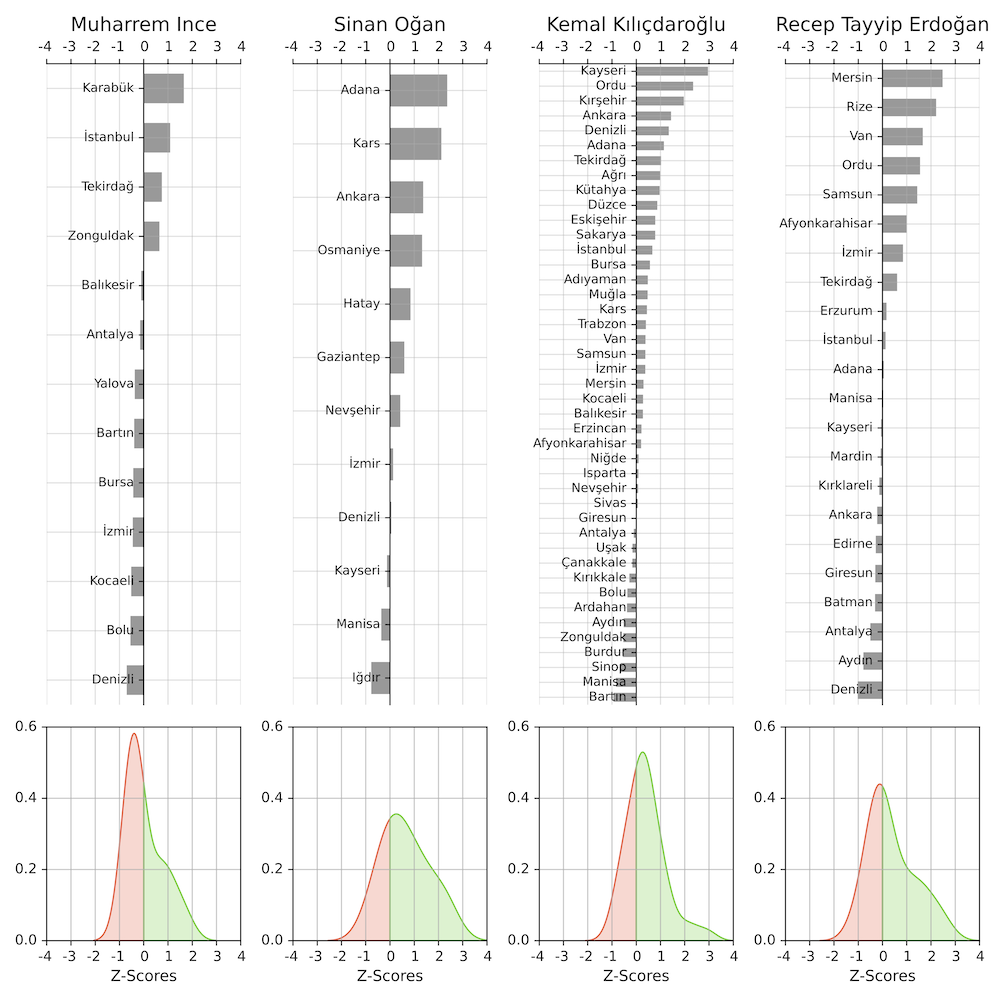 Muharrem Ince
-4 -3 -2 -1 0 1 2 3 4
Karabük
İstanbul
Tekirdağ
Zonguldak
Balıkesir
Antalya
Yalova
Bartın
Bursa
İzmir
Kocaeli
Bolu
Denizli
Sinan Oğan
-4 -3 -2 -1 0 1 2 3 4
Adana
Kars
Ankara
Osmaniye
Hatay
Gaziantep
Nevşehir
İzmir
Denizli
Kayseri
Manisa
Iğdır
Kemal Kılıçdaroğlu
-4 -3 -2 -1 0 1 2 3 4
Kayseri
Ordu
Kırşehir
Ankara
Denizli
Adana
Tekirdağ
Ağrı
Kütahya
Düzce
Eskişehir
Sakarya
İstanbul
Bursa
Adıyaman
Muğla
Kars
Trabzon
Van
Samsun
İzmir
Mersin
Kocaeli
Balıkesir
Erzincan
Afyonkarahisar
Niğde
Isparta
Nevşehir
Sivas
Giresun
Antalya
Uşak
Çanakkale
Kırıkkale
Bolu
Ardahan
Aydın
Zonguldak
Burdur
Sinop
Manisa
Bartın
Recep Tayyip Erdoğan
-4 -3 -2 -1 0 1 2 3 4
Mersin
Rize
Van
Ordu
Samsun
Afyonkarahisar
İzmir
Tekirdağ
Erzurum
İstanbul
Adana
Manisa
Kayseri
Mardin
Kırklareli
Ankara
Edirne
Giresun
Batman
Antalya
Aydın
Denizli
0.6
0.4
0.2
0.0
-4 -3 -2 -1 0 1 2 3 4
Z-Scores
0.6
0.4
0.2
0.0
-4 -3 -2 -1 0 1 2 3 4
Z-Scores
0.6
0.4
0.2
0.0
-4 -3 -2 -1 0 1 2 3 4
Z-Scores
0.6
0.4
0.2
0.0
-4 -3 -2 -1 0 1 2 3 4
Z-Scores